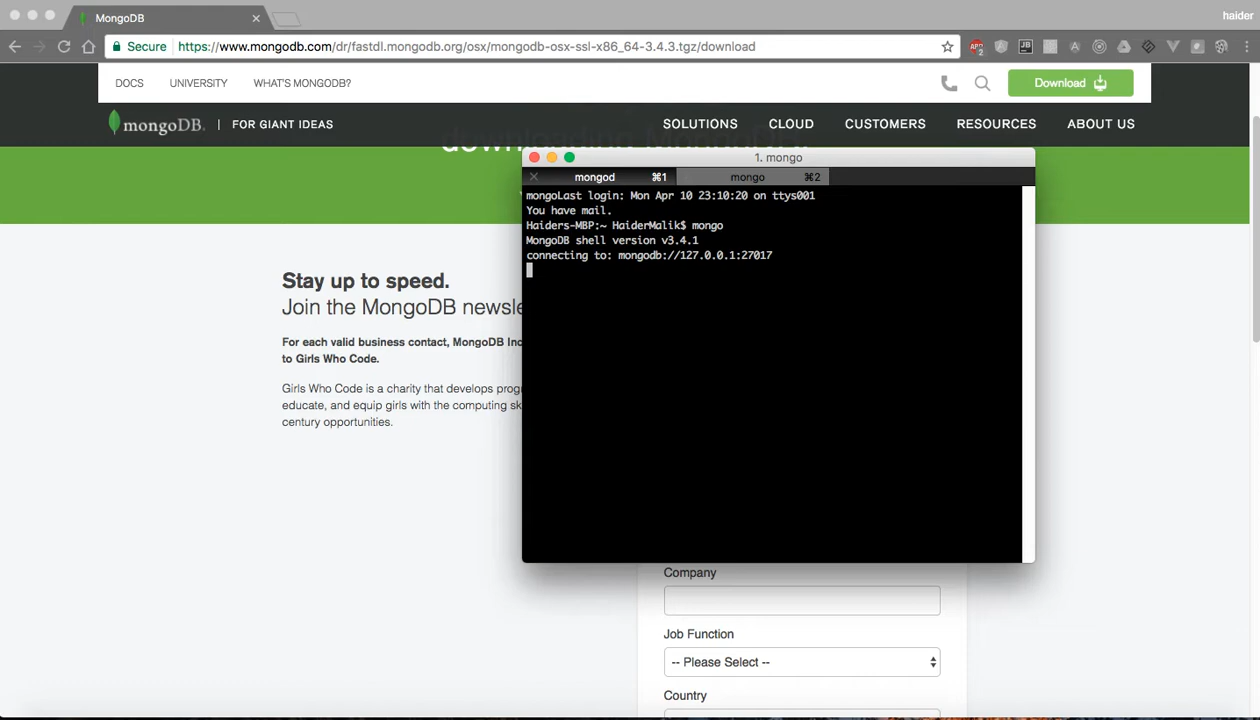 MongoDB
haider
Secure
https://www.mongodb.com/dr/fastdl.mongodb.org/osx/mongodb-osx-ssl-x86_64-3.4.3.tgz/download
DOCS
UNIVERSITY
WHAT'S MONGODB?
Download
mongoDB.
FOR GIANT IDEAS
SOLUTIONS
CLOUD
CUSTOMERS
RESOURCES
ABOUT US
downloading MongoDB!
1. mongo
mongod ⌘1
mongo ⌘2
mongoLast login: Mon Apr 10 23:10:20 on ttys001
You have mail.
Haiders-MBP:~ HaiderMalik$ mongo
MongoDB shell version v3.4.1
connecting to: mongodb://127.0.0.1:27017
Stay up to speed.
Join the MongoDB newsle
For each valid business contact, MongoDB Inc
to Girls Who Code.
Girls Who Code is a charity that develops prog
educate, and equip girls with the computing sk
century opportunities.
Company
Job Function
-- Please Select --
Country